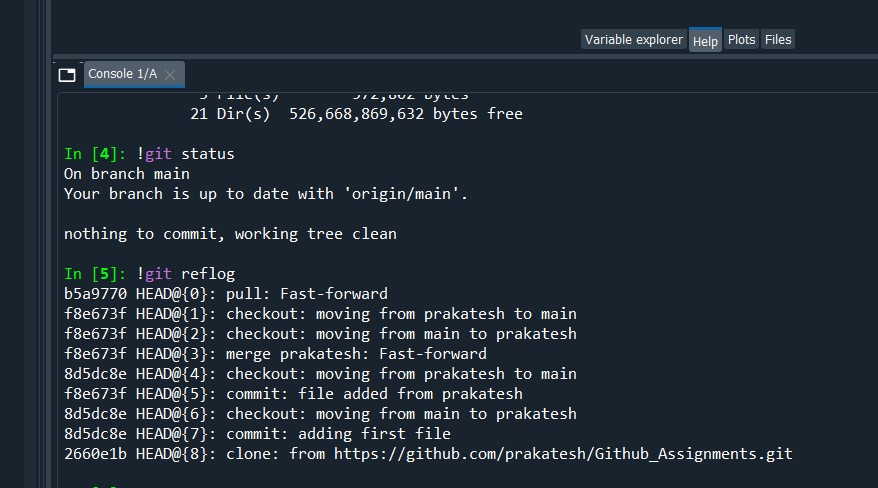 Variable explorer Help Plots Files
Console 1/A
21 Dir(s) 526,668,869,632 bytes free
In [4]: !git status
On branch main
Your branch is up to date with 'origin/main'.
nothing to commit, working tree clean
In [5]: !git reflog
b5a9770 HEAD@{0}: pull: Fast-forward
f8e673f HEAD@{1}: checkout: moving from prakatesh to main
f8e673f HEAD@{2}: checkout: moving from main to prakatesh
f8e673f HEAD@{3}: merge prakatesh: Fast-forward
8d5dc8e HEAD@{4}: checkout: moving from prakatesh to main
f8e673f HEAD@{5}: commit: file added from prakatesh
8d5dc8e HEAD@{6}: checkout: moving from main to prakatesh
8d5dc8e HEAD@{7}: commit: adding first file
2660e1b HEAD@{8}: clone: from https://github.com/prakatesh/Github_Assignments.git